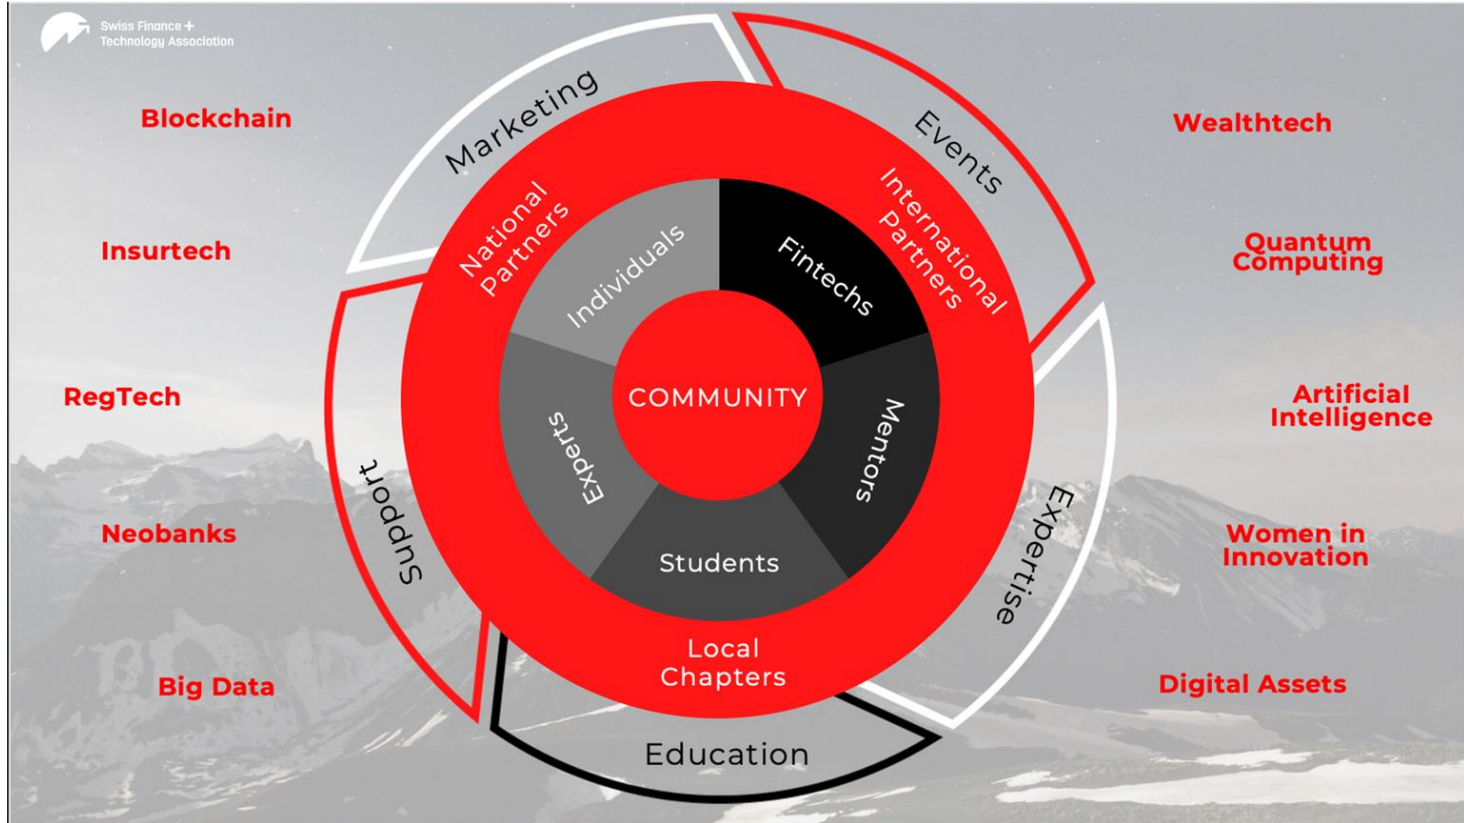 Swiss Finance +
Technology Association
Marketing
Events
Blockchain
Wealthtech
National
Partners
International
Partners
Individuals
Fintechs
Insurtech
Quantum
Computing
RegTech
COMMUNITY
Artificial
Intelligence
Experts
Mentors
Support
Expertise
Neobanks
Women in
Innovation
Students
Local
Chapters
Big Data
Digital Assets
Education